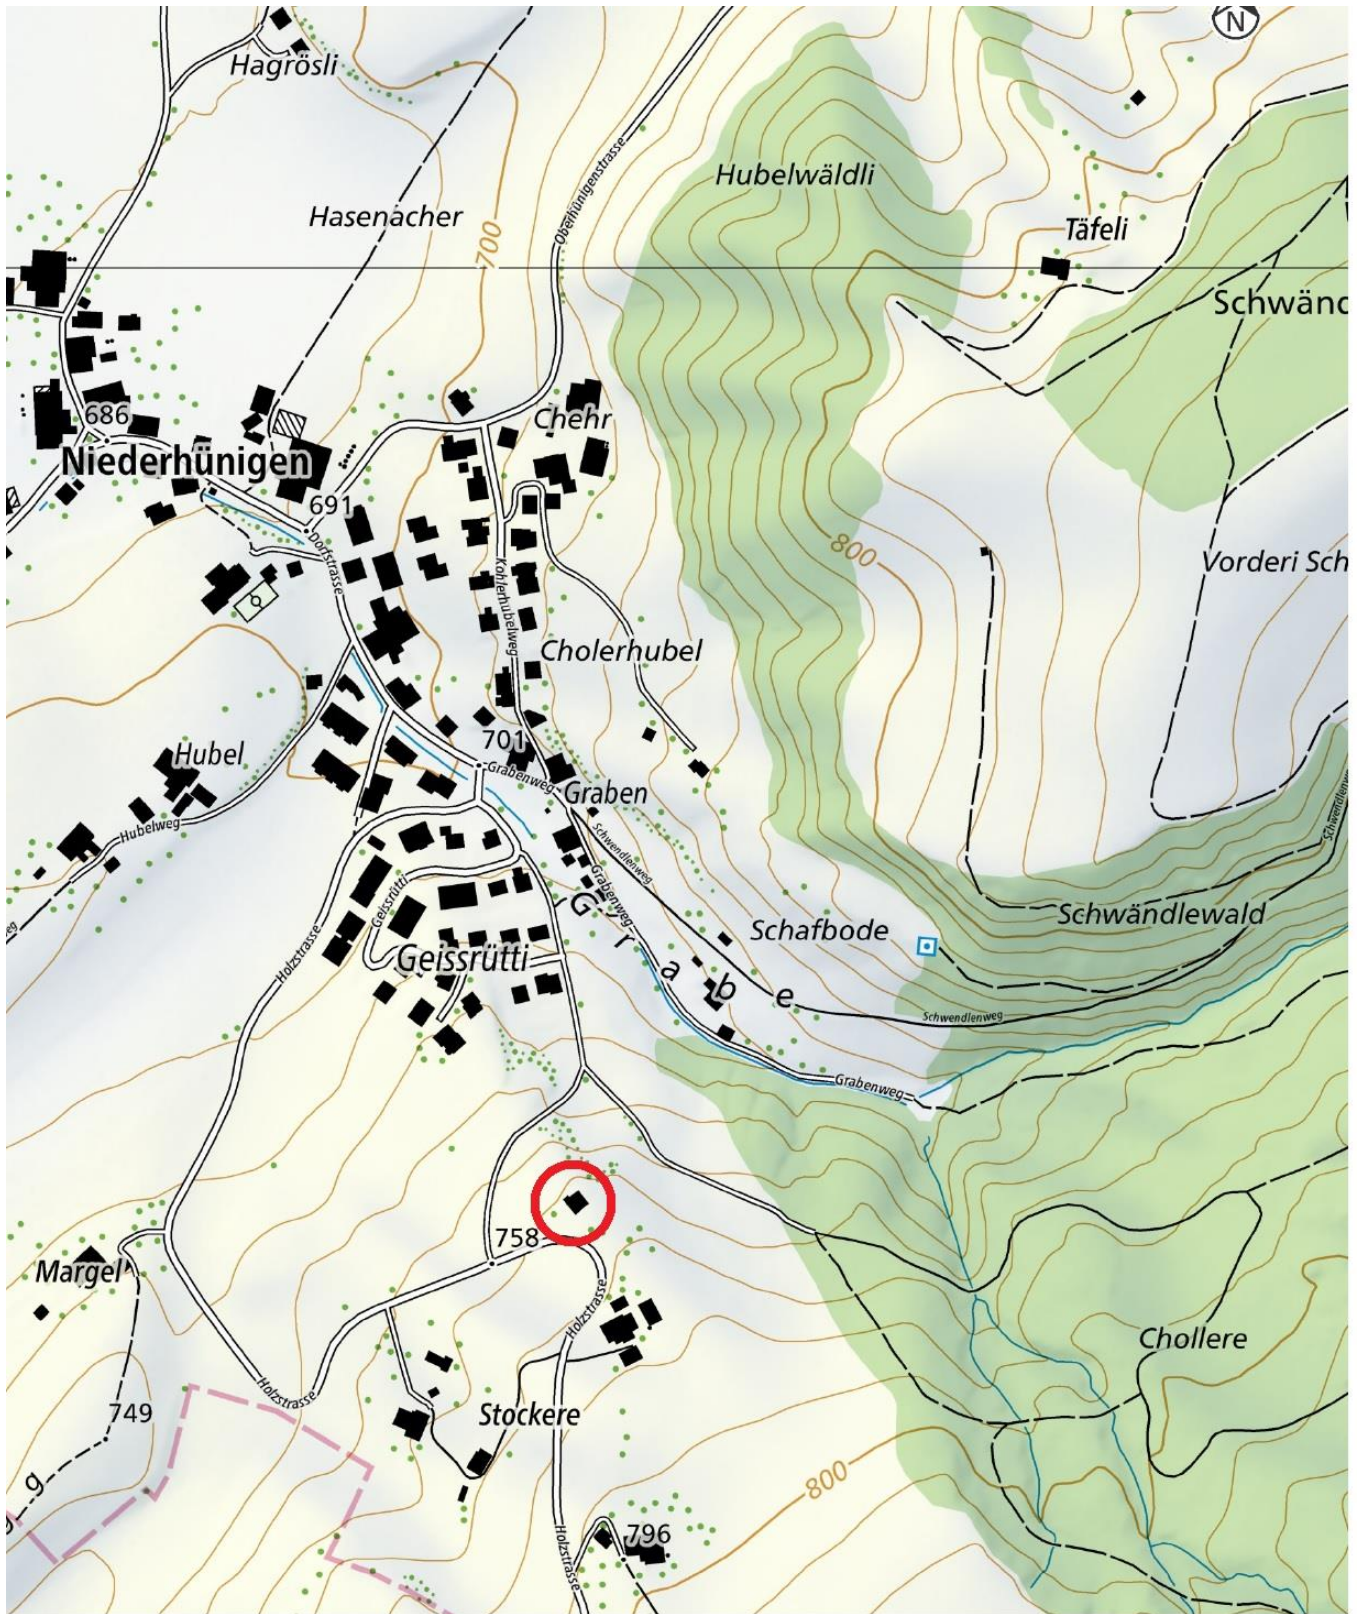 N
Hagrösli
Oberhünigenstrasse
Hubelwäldli
Hasenacher
700
Täfeli
Schwänd
686
Chehr
Niederhünigen
691
Dorfstrasse
800
Vorderi Sch
Kohlerhubelweg
Cholerhubel
701
Hubel
Grabenweg
Graben
Schwendlenweg
Hubelweg
Schwendlenweg
Grabenweg
Geissrütti
Grabe
Schafbode
Schwändlewald
Holzstrasse
Geissrütti
Schwendlenweg
Grabenweg
758
Margel
Holzstrasse
Chollere
Holzstrasse
749
Stockere
800
g
796
Holzstrasse